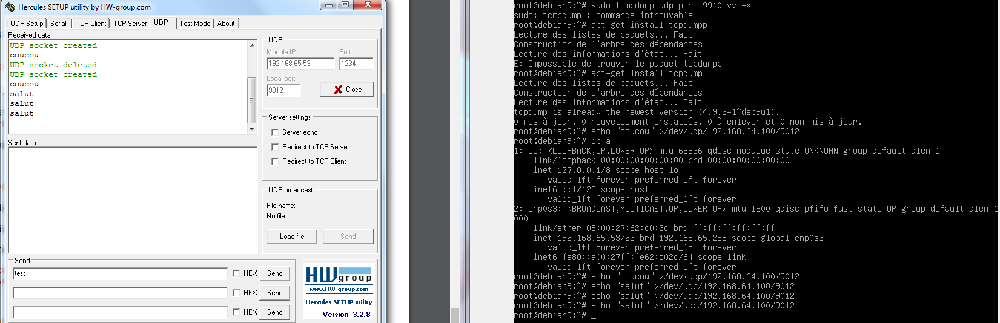 Hercules SETUP utility by HW-group.com
UDP Setup Serial TCP Client TCP Server UDP Test Mode About
Received data
UDP socket created
coucou
UDP socket deleted
UDP socket created
coucou
salut
salut
salut
Sent data
UDP
Module IP Port
192.168.65.53 1234
Local port
9012 Close
Server settings
Server echo
Redirect to TCP Server
Redirect to TCP Client
UDP broadcast
File name:
No file
Load file Send
Send
test HEX Send
HEX Send
HEX Send
HW group
www.HW-group.com
Hercules SETUP utility
Version 3.2.8
root@debian9:~# sudo tcmpdump udp port 9910 vv -X
sudo: tcmpdump : commande introuvable
root@debian9:~# apt-get install tcpdumpp
Lecture des listes de paquets... Fait
Construction de l'arbre des dépendances
Lecture des informations d'état... Fait
E: Impossible de trouver le paquet tcpdumpp
root@debian9:~# apt-get install tcpdump
Lecture des listes de paquets... Fait
Construction de l'arbre des dépendances
Lecture des informations d'état... Fait
tcpdump is already the newest version (4.9.3-1~deb9u1).
0 mis à jour, 0 nouvellement installés, 0 à enlever et 0 non mis à jour.
root@debian9:~# echo "coucou" >/dev/udp/192.168.64.100/9012
root@debian9:~# ip a
1: lo: <LOOPBACK,UP,LOWER_UP> mtu 65536 qdisc noqueue state UNKNOWN group default qlen 1
link/loopback 00:00:00:00:00:00 brd 00:00:00:00:00:00
inet 127.0.0.1/8 scope host lo
valid_lft forever preferred_lft forever
inet6 ::1/128 scope host
valid_lft forever preferred_lft forever
2: enp0s3: <BROADCAST,MULTICAST,UP,LOWER_UP> mtu 1500 qdisc pfifo_fast state UP group default qlen 1
000
link/ether 08:00:27:62:c0:2c brd ff:ff:ff:ff:ff:ff
inet 192.168.65.53/23 brd 192.168.65.255 scope global enp0s3
valid_lft forever preferred_lft forever
inet6 fe80::a00:27ff:fe62:c02c/64 scope link
valid_lft forever preferred_lft forever
root@debian9:~# echo "coucou" >/dev/udp/192.168.64.100/9012
root@debian9:~# echo "salut" >/dev/udp/192.168.64.100/9012
root@debian9:~# echo "salut" >/dev/udp/192.168.64.100/9012
root@debian9:~# echo "salut" >/dev/udp/192.168.64.100/9012
root@debian9:~# _